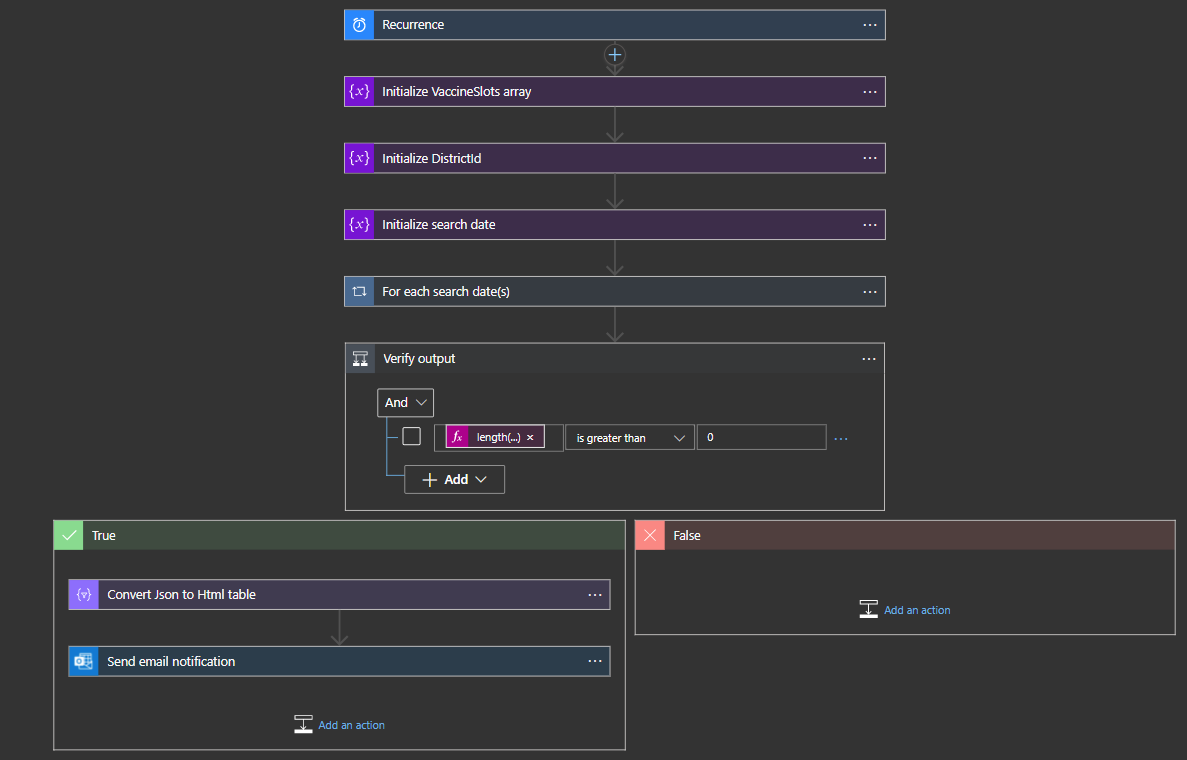 Recurrence
{x} Initialize VaccineSlots array
{x} Initialize DistrictId
{x} Initialize search date
For each search date(s)
Verify output
And
fx length(...) × is greater than 0
Add
True
False
Convert Json to Html table
Add an action
Send email notification
Add an action